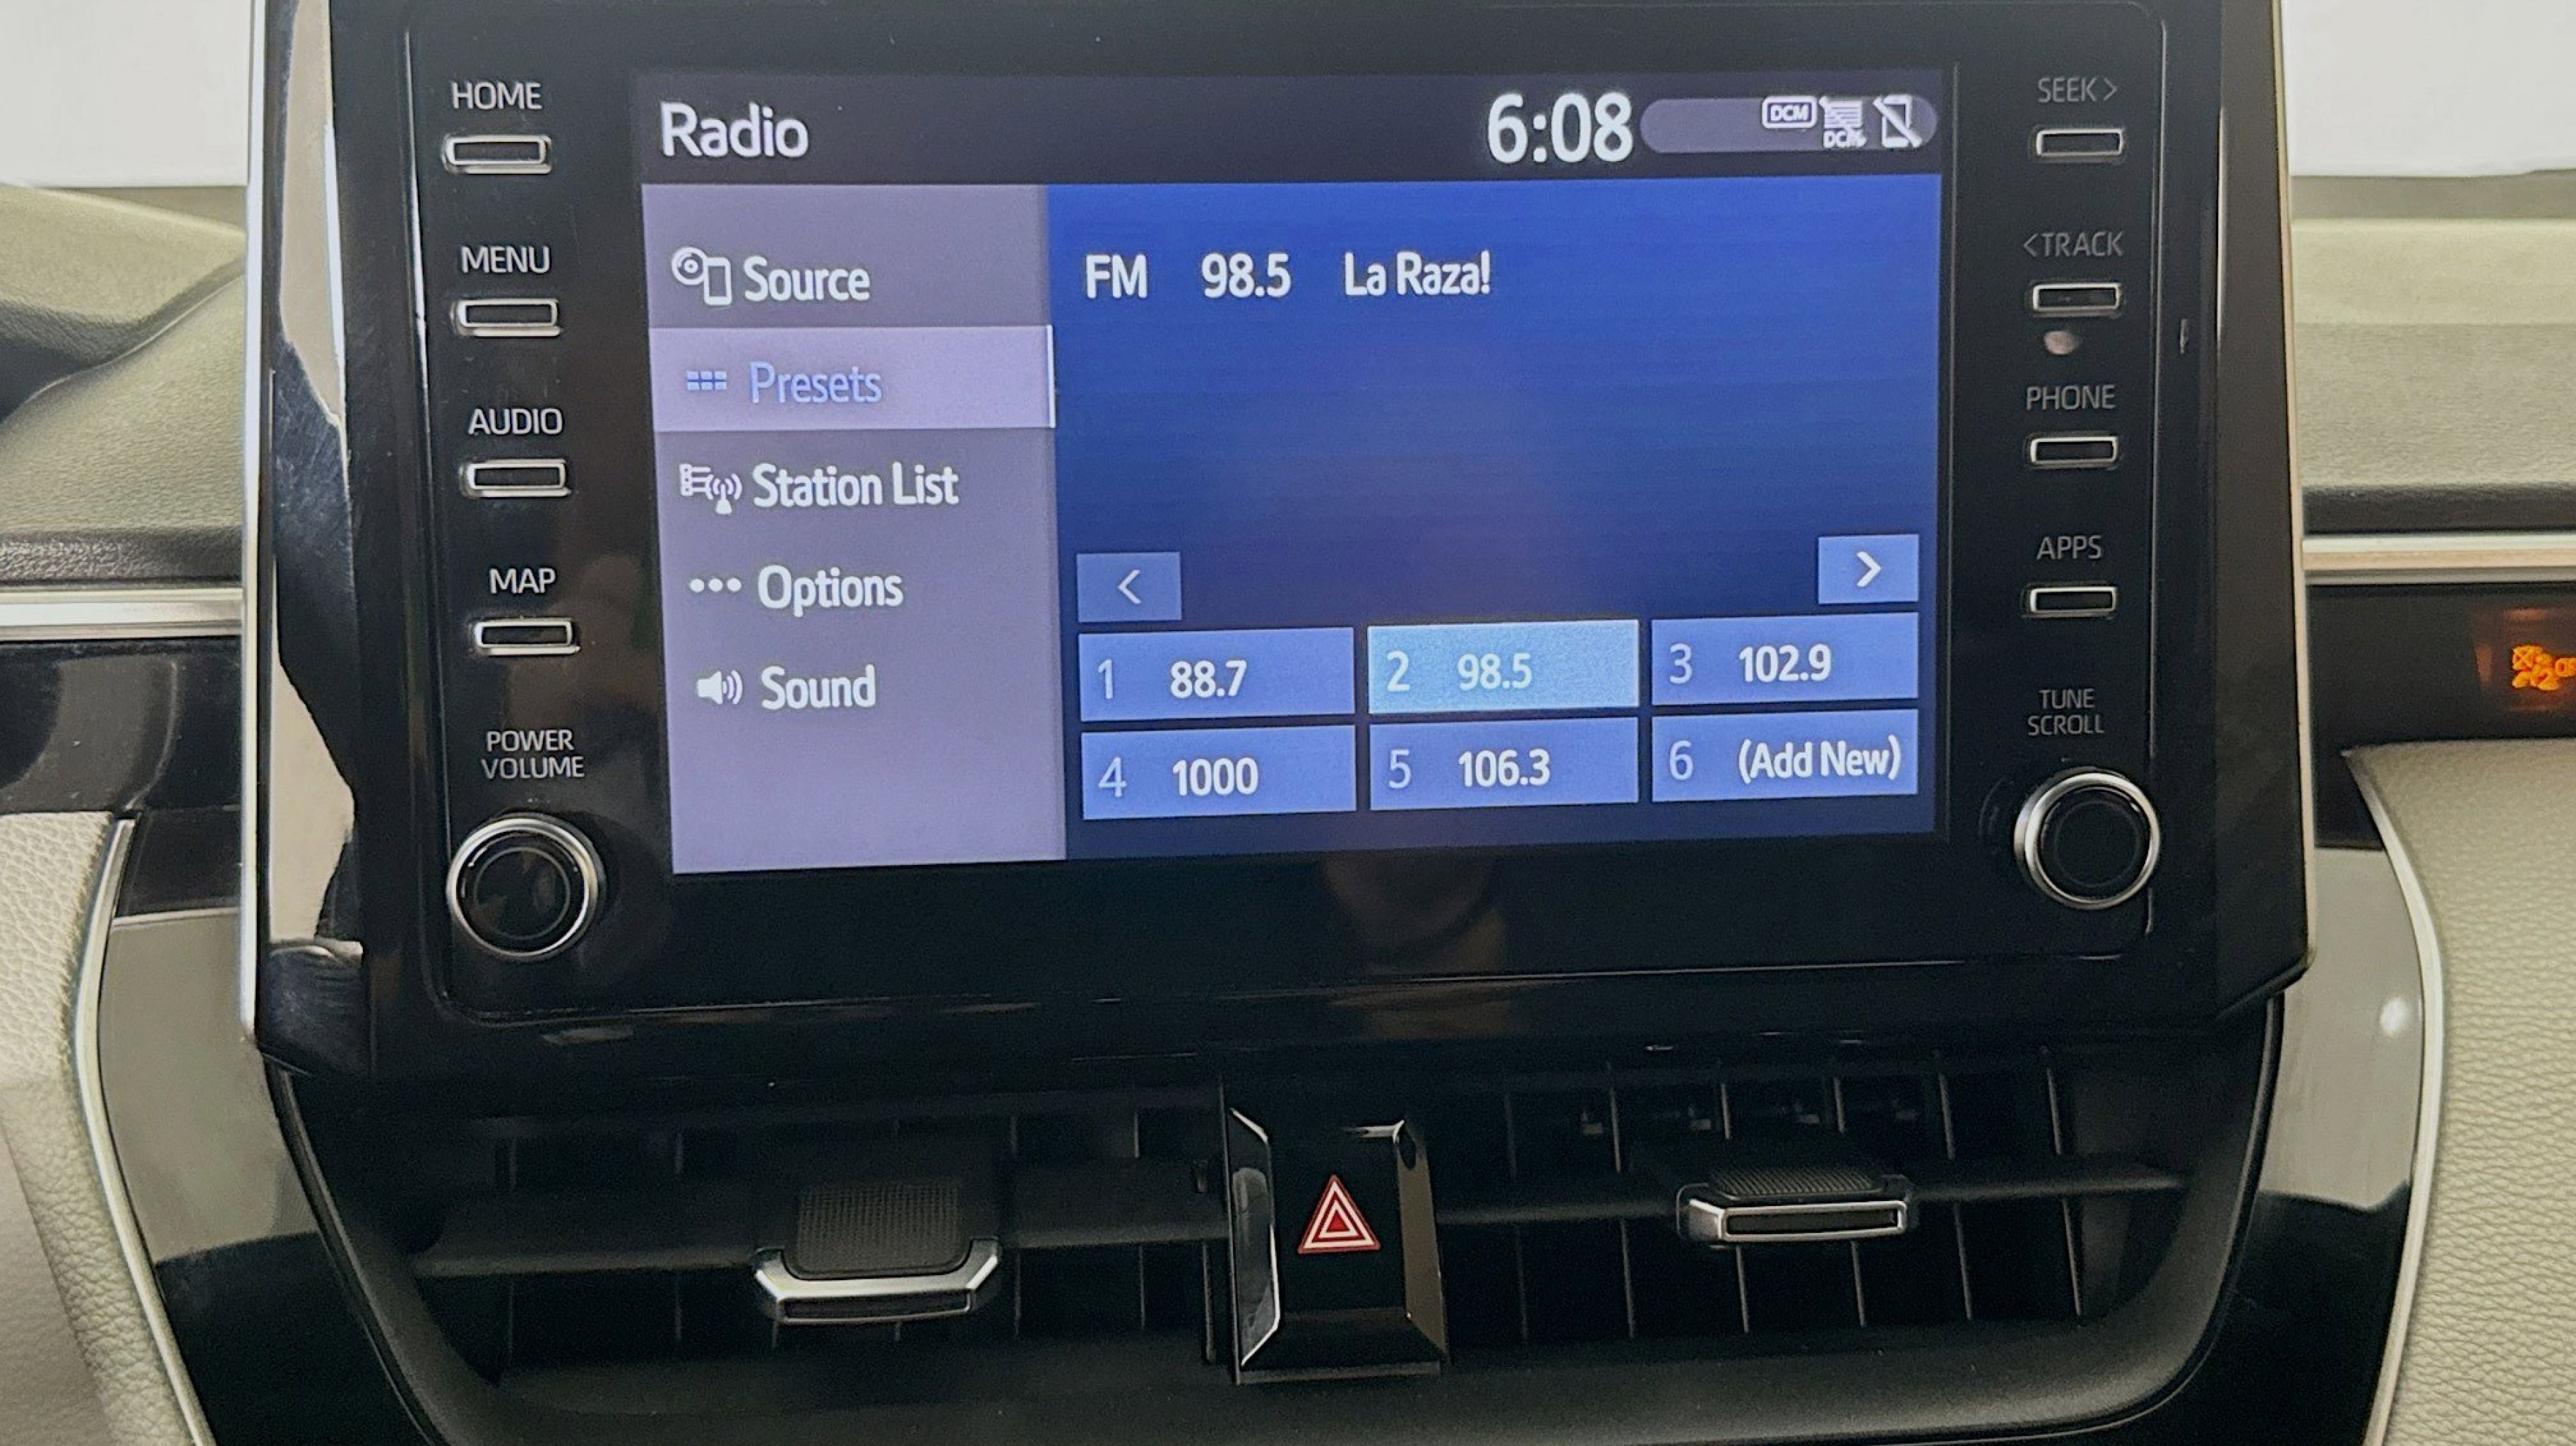 HOME
MENU
AUDIO
MAP
POWER
VOLUME
Radio
6:08
DCM
Source
Presets
Station List
Options
Sound
FM 98.5 La Raza!
<
>
1 88.7
2 98.5
3 102.9
4 1000
5 106.3
6 (Add New)
SEEK>
<TRACK
PHONE
APPS
TUNE
SCROLL